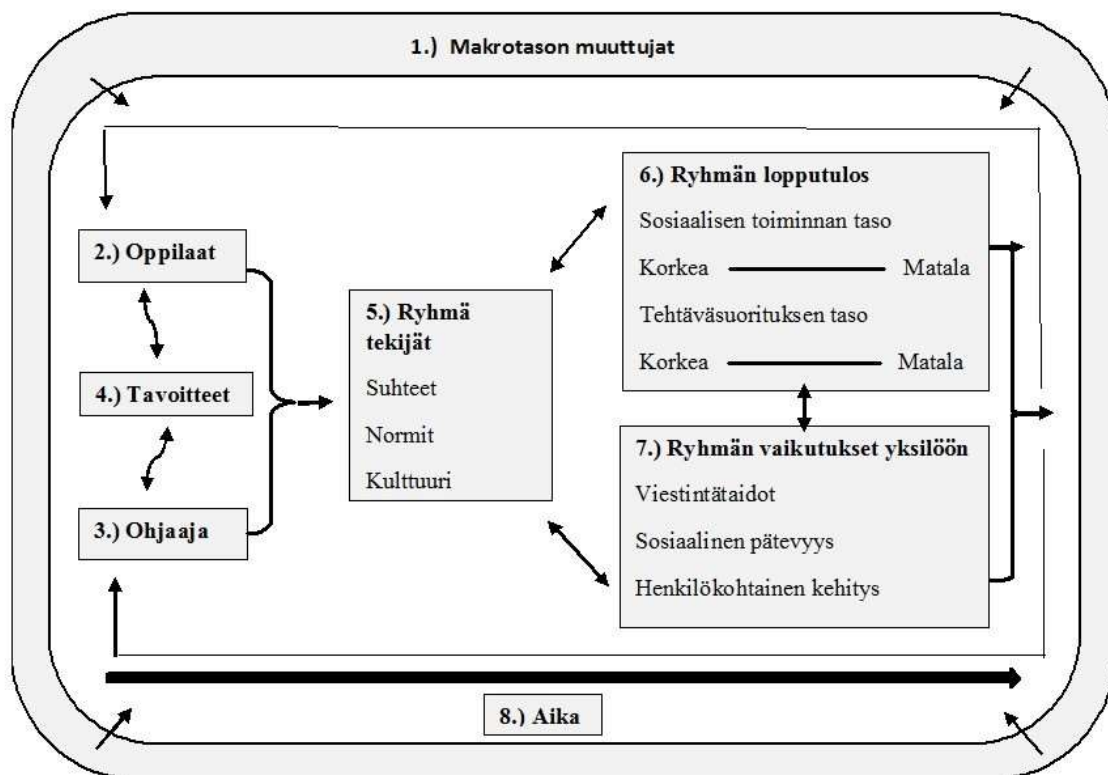 1.) Makrotason muuttujat
2.) Oppilaat
4.) Tavoitteet
3.) Ohjaaja
5.) Ryhmä
tekijät
Suhteet
Normit
Kulttuuri
6.) Ryhmän lopputulos
Sosiaalisen toiminnan taso
Korkea Matala
Tehtäväsuorituksen taso
Korkea Matala
7.) Ryhmän vaikutukset yksilöön
Viestintätaidot
Sosiaalinen pätevyys
Henkilökohtainen kehitys
8.) Aika